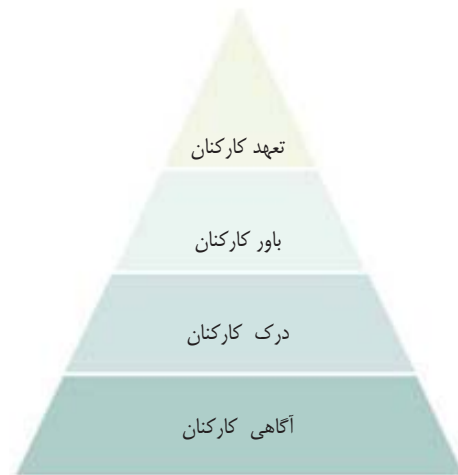 تعهد کارکنان
باور کارکنان
درک کارکنان
آگاهی کارکنان